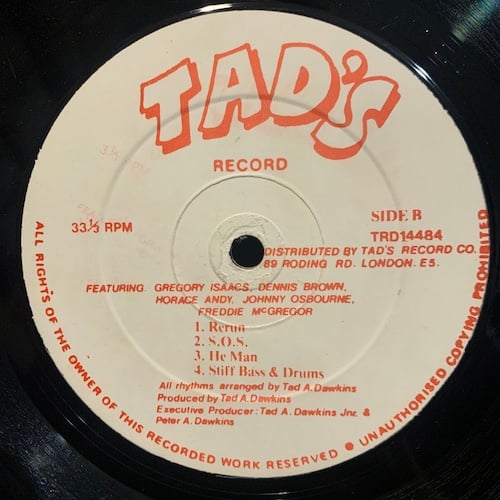 TAD'S
RECORD
33⅓ RPM
SIDE B
TRD14484
DISTRIBUTED BY TAD'S RECORD CO.
89 RODING RD. LONDON. E5.
FEATURING. GREGORY ISAACS, DENNIS BROWN,
HORACE ANDY, JOHNNY OSBOURNE,
FREDDIE McGREGOR
1. Rerun
2. S.O.S.
3. He Man
4. Stiff Bass & Drums
All rhythms arranged by Tad A. Dawkins
Produced by Tad A. Dawkins
Executive Producer: Tad A. Dawkins Jnr. &
Peter A. Dawkins
ALL RIGHTS OF THE OWNER OF THIS RECORDED WORK RESERVED ● UNAUTHORISED COPYING PROHIBITED